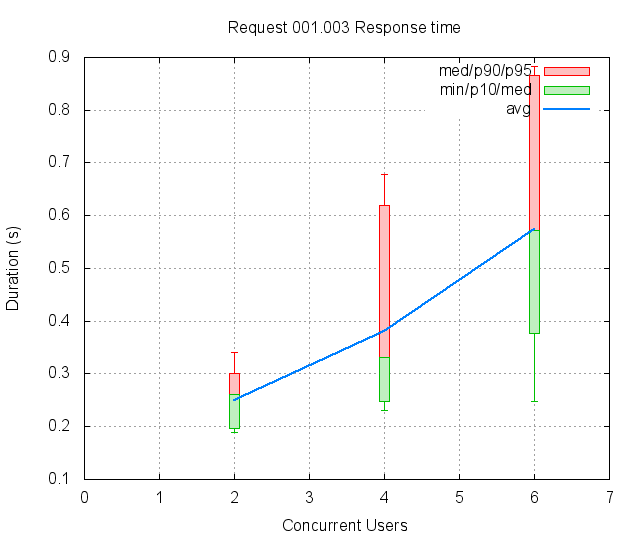 Request 001.003 Response time
0.9
0.8
0.7
0.6
0.5
0.4
0.3
0.2
0.1
Duration (s)
med/p90/p95
min/p10/med
avg
0 1 2 3 4 5 6 7
Concurrent Users